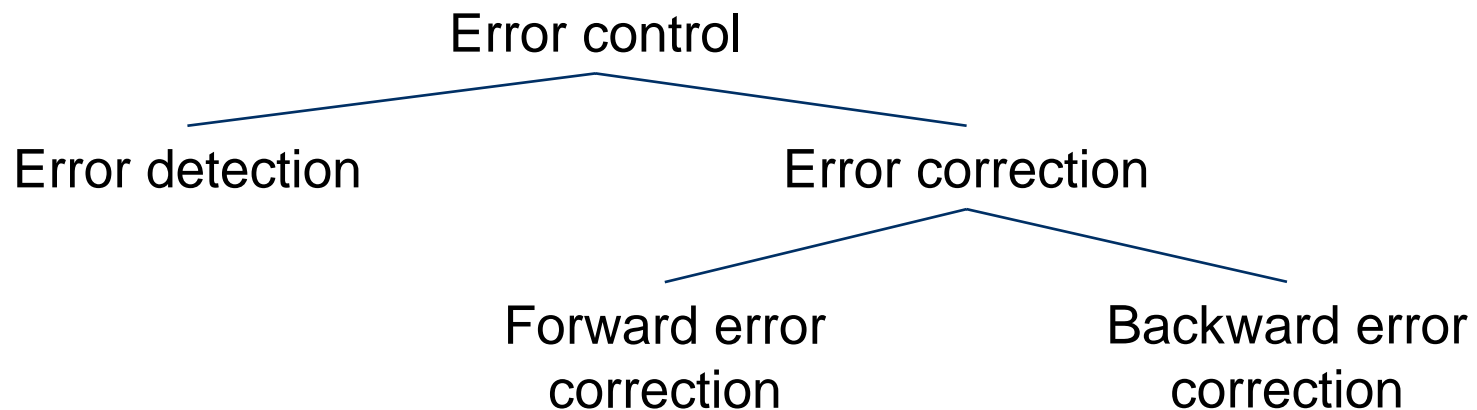 Error control
Error detection
Error correction
Forward error
correction
Backward error
correction